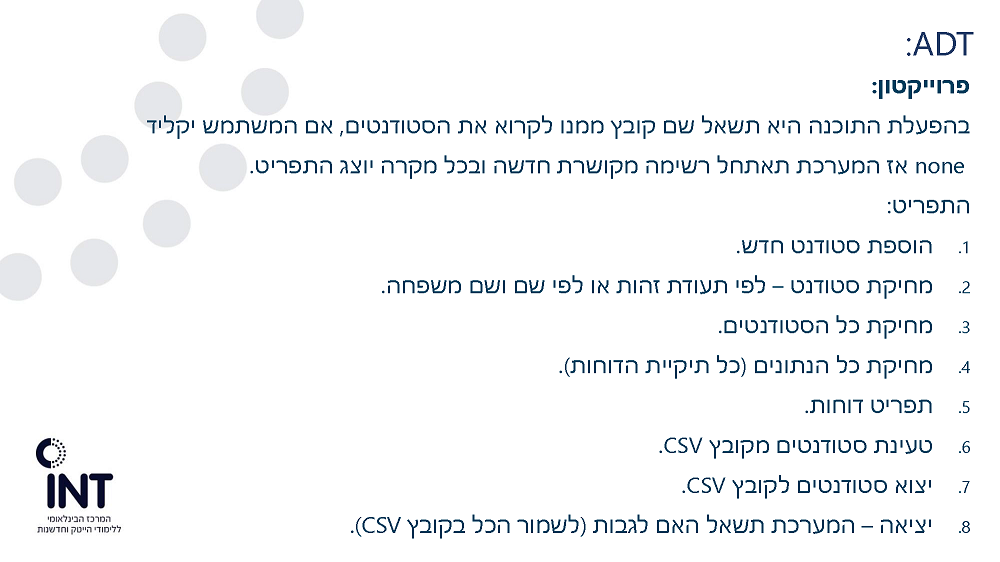 ADT:
פרוייקטון:
בהפעלת התוכנה היא תשאל שם קובץ ממנו לקרוא את הסטודנטים, אם המשתמש יקליד
none אז המערכת תאתחל רשימה מקושרת חדשה ובכל מקרה יוצג התפריט.
התפריט:
1. הוספת סטודנט חדש.
2. מחיקת סטודנט – לפי תעודת זהות או לפי שם ושם משפחה.
3. מחיקת כל הסטודנטים.
4. מחיקת כל הנתונים (כל תיקיית הדוחות).
5. תפריט דוחות.
6. טעינת סטודנטים מקובץ CSV.
7. יצוא סטודנטים לקובץ CSV.
8. יציאה – המערכת תשאל האם לגבות (לשמור הכל בקובץ CSV).
INT
המרכז הבינלאומי
ללימודי הייטק וחדשנות